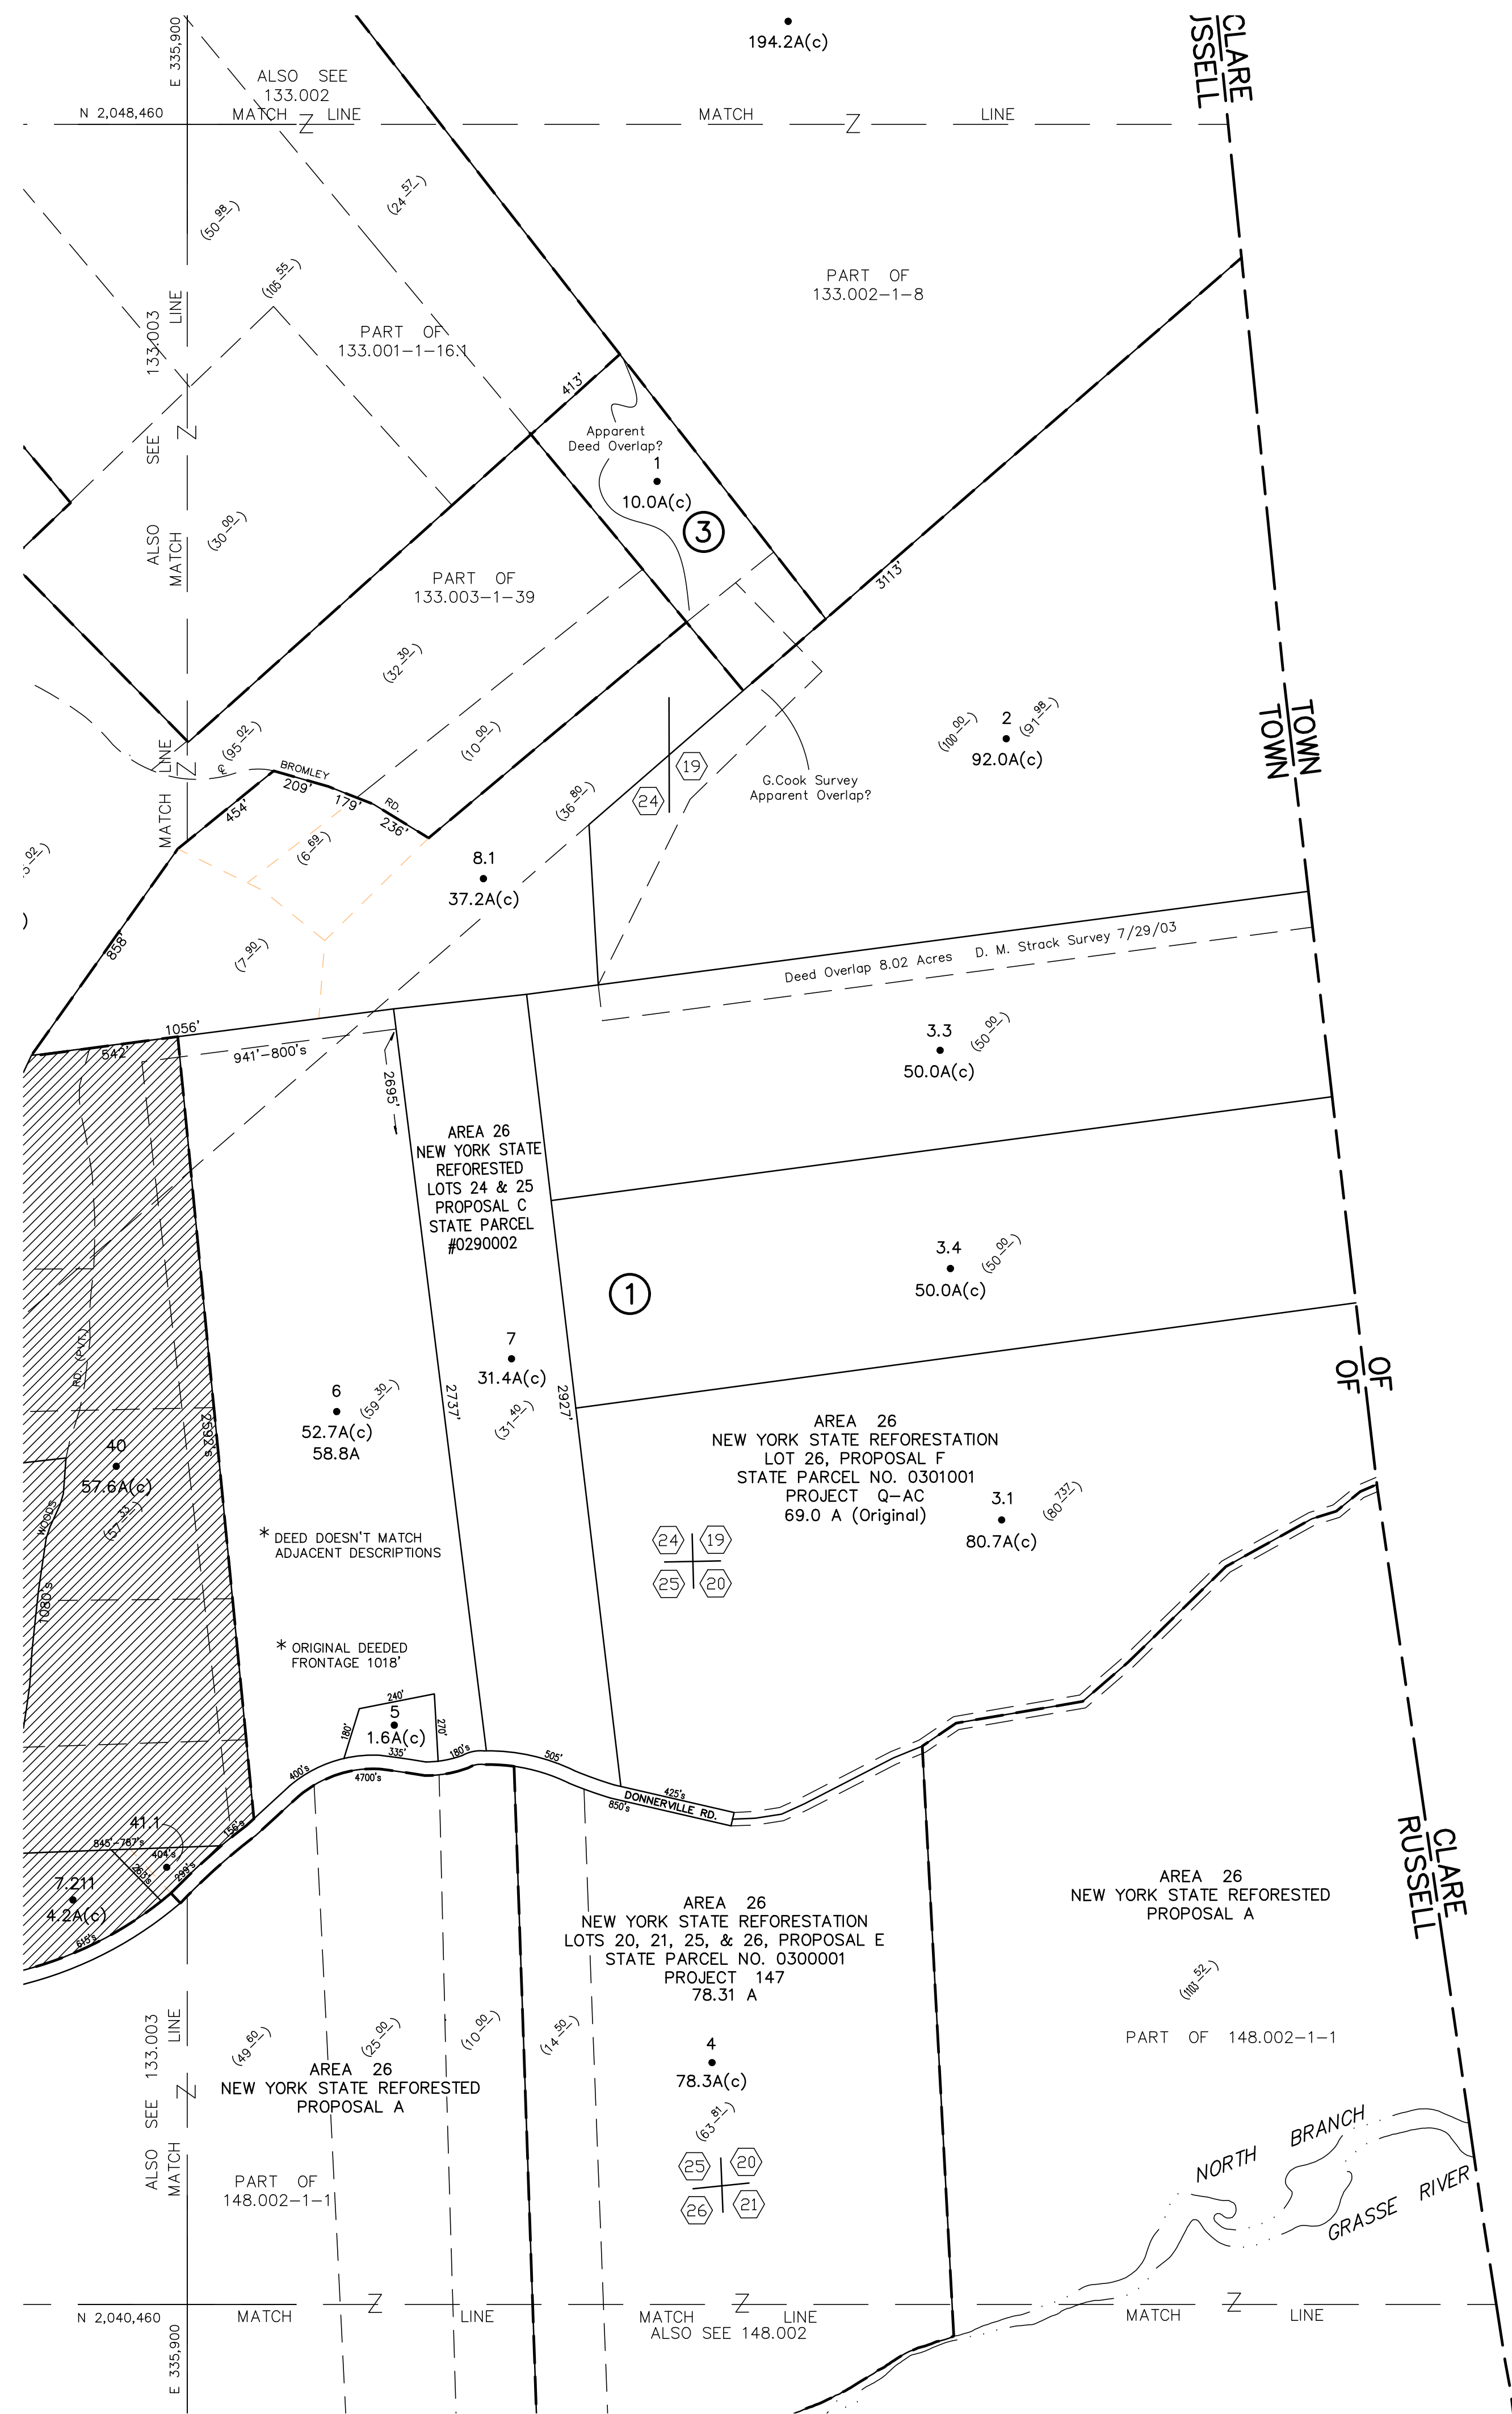 194.2A(c)
CLARE
E 335,900
ALSO SEE
133.002
N 2,048,460
MATCH LINE
MATCH LINE
Z
Z
(24 57)
(50 98)
(105 55)
PART OF
133.002-1-8
PART OF
133.001-1-16.1
133.003
LINE
SEE
Z
ALSO
MATCH
(30 00)
413'
Apparent
Deed Overlap?
1
10.0A(c)
3
3113'
PART OF
133.003-1-39
(32 30)
(10 00)
(95 02)
MATCH LINE
Z
BROMLEY
RD.
209'
179'
236'
454'
(6 69)
(36 80)
19
24
G.Cook Survey
Apparent Overlap?
(100 00)
2
(91 98)
92.0A(c)
TOWN
TOWN
8.1
37.2A(c)
858'
(7 90)
Deed Overlap 8.02 Acres D. M. Strack Survey 7/29/03
1056'
542'
941'-800's
2695'
3.3
(50 00)
50.0A(c)
AREA 26
NEW YORK STATE
REFORESTED
LOTS 24 & 25
PROPOSAL C
STATE PARCEL
#0290002
3.4
(50 00)
50.0A(c)
1
RD. (PVT.)
7
31.4A(c)
(31 40)
2737'
2927'
OF
OF
6
(59 30)
52.7A(c)
58.8A
2592's
40
57.6A(c)
WOODS
1080's
AREA 26
NEW YORK STATE REFORESTATION
LOT 26, PROPOSAL F
STATE PARCEL NO. 0301001
PROJECT Q-AC
69.0 A (Original)
3.1
(80 737)
80.7A(c)
* DEED DOESN'T MATCH
ADJACENT DESCRIPTIONS
24
19
25
20
* ORIGINAL DEEDED
FRONTAGE 1018'
240'
5
1.6A(c)
180'
270'
335'
180's
505'
400's
4700's
425's
850's
DONNERVILLE RD.
41.1
845'-787's
404's
156's
263's
299's
7.211
4.2A(c)
615's
CLARE
RUSSELL
AREA 26
NEW YORK STATE REFORESTATION
LOTS 20, 21, 25, & 26, PROPOSAL E
STATE PARCEL NO. 0300001
PROJECT 147
78.31 A
AREA 26
NEW YORK STATE REFORESTED
PROPOSAL A
(1103 52)
PART OF 148.002-1-1
ALSO SEE 133.003
MATCH LINE
Z
(49 60)
(25 00)
(10 00)
(14 50)
AREA 26
NEW YORK STATE REFORESTED
PROPOSAL A
4
78.3A(c)
(63 81)
PART OF
148.002-1-1
25
20
26
21
NORTH BRANCH
GRASSE RIVER
N 2,040,460
MATCH LINE
Z
MATCH LINE
Z
ALSO SEE 148.002
MATCH LINE
Z
E 335,900